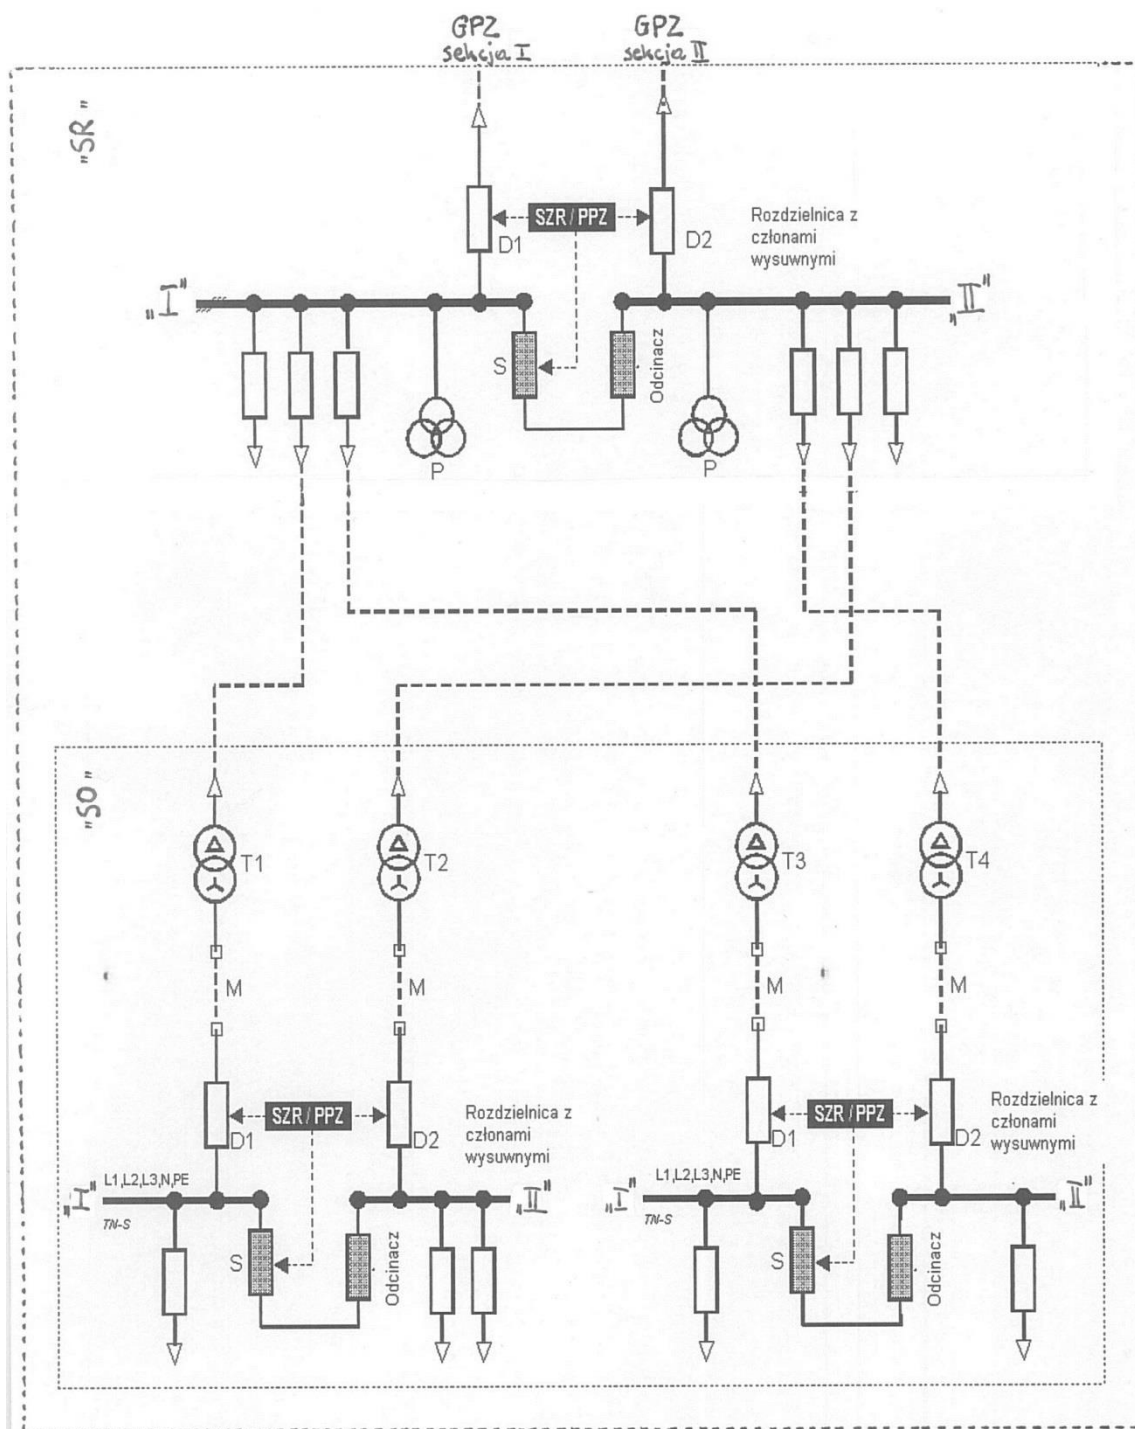 GPZ
sekcja I
GPZ
sekcja II
"SR"
SZR / PPZ
D1
D2
Rozdzielnica z
członami
wysuwnymi
„I”
„II”
S
Odcinacz
P
P
"SO"
T1
T2
T3
T4
M
M
M
M
SZR / PPZ
D1
D2
Rozdzielnica z
członami
wysuwnymi
SZR / PPZ
D1
D2
Rozdzielnica z
członami
wysuwnymi
„I”
L1,L2,L3,N,PE
TN-S
„II”
S
Odcinacz
„I”
L1,L2,L3,N,PE
TN-S
„II”
S
Odcinacz